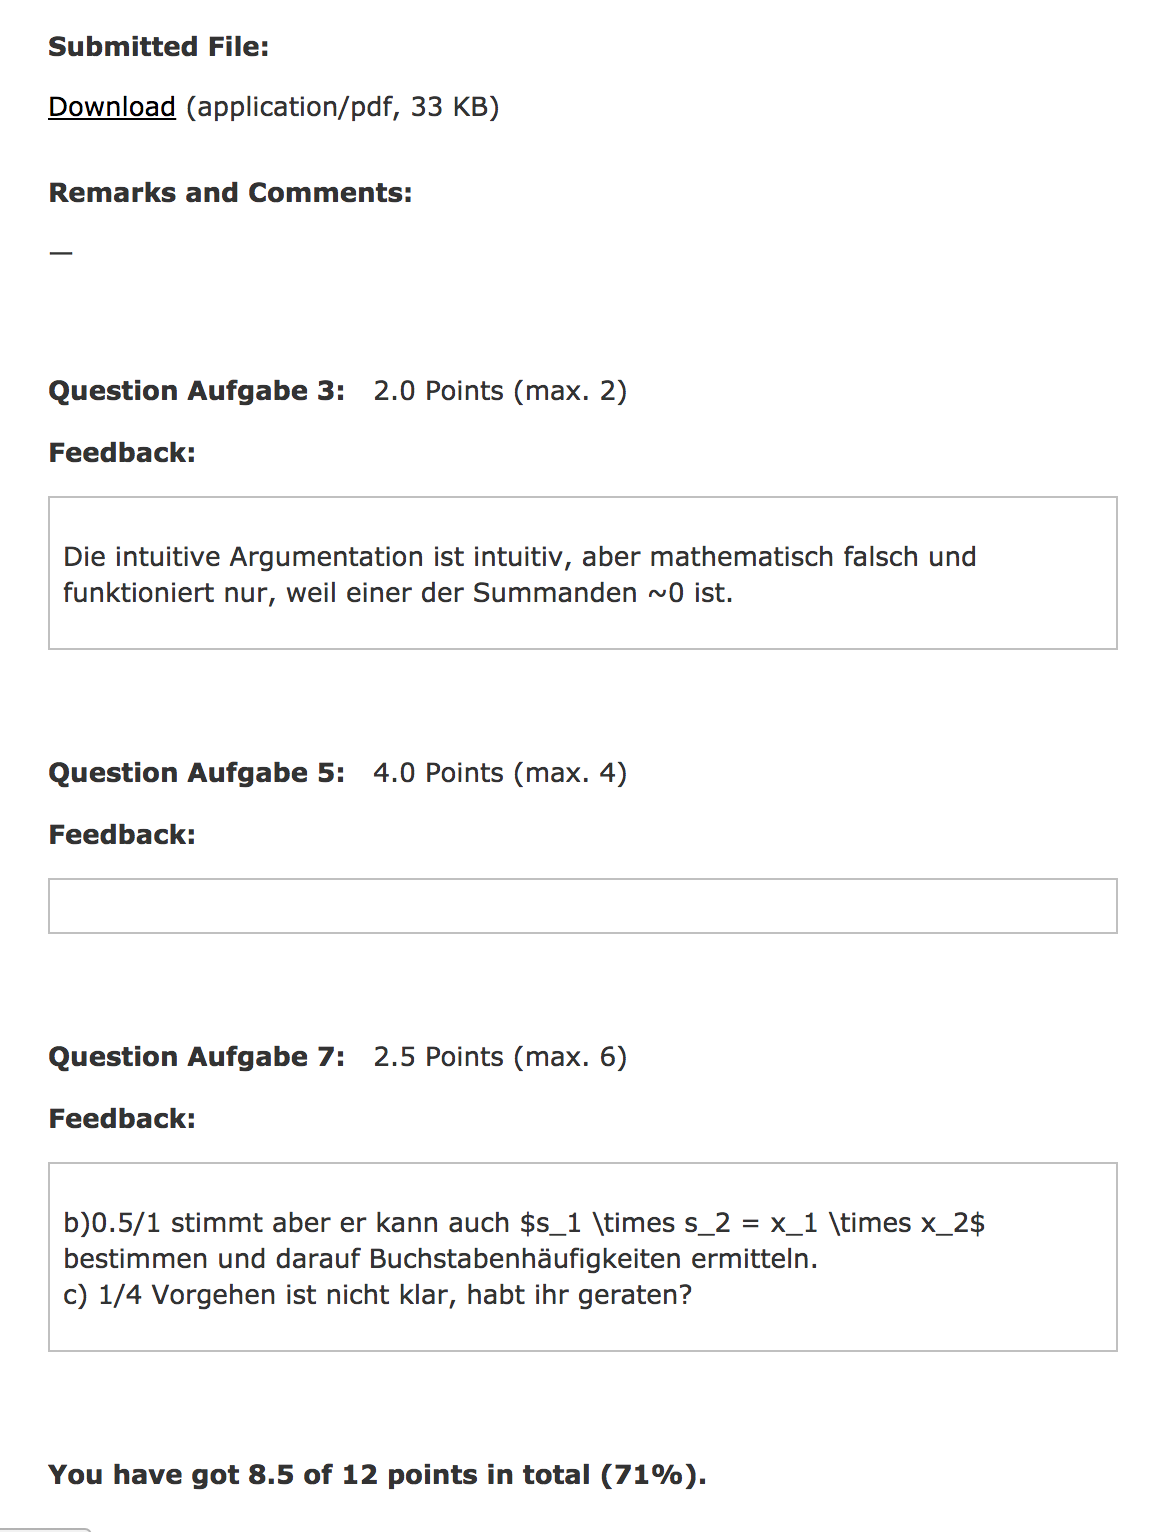 Submitted File:
Download (application/pdf, 33 KB)
Remarks and Comments:
—
Question Aufgabe 3: 2.0 Points (max. 2)
Feedback:
Die intuitive Argumentation ist intuitiv, aber mathematisch falsch und
funktioniert nur, weil einer der Summanden ~0 ist.
Question Aufgabe 5: 4.0 Points (max. 4)
Feedback:
Question Aufgabe 7: 2.5 Points (max. 6)
Feedback:
b)0.5/1 stimmt aber er kann auch $s_1 \times s_2 = x_1 \times x_2$
bestimmen und darauf Buchstabenhäufigkeiten ermitteln.
c) 1/4 Vorgehen ist nicht klar, habt ihr geraten?
You have got 8.5 of 12 points in total (71%).